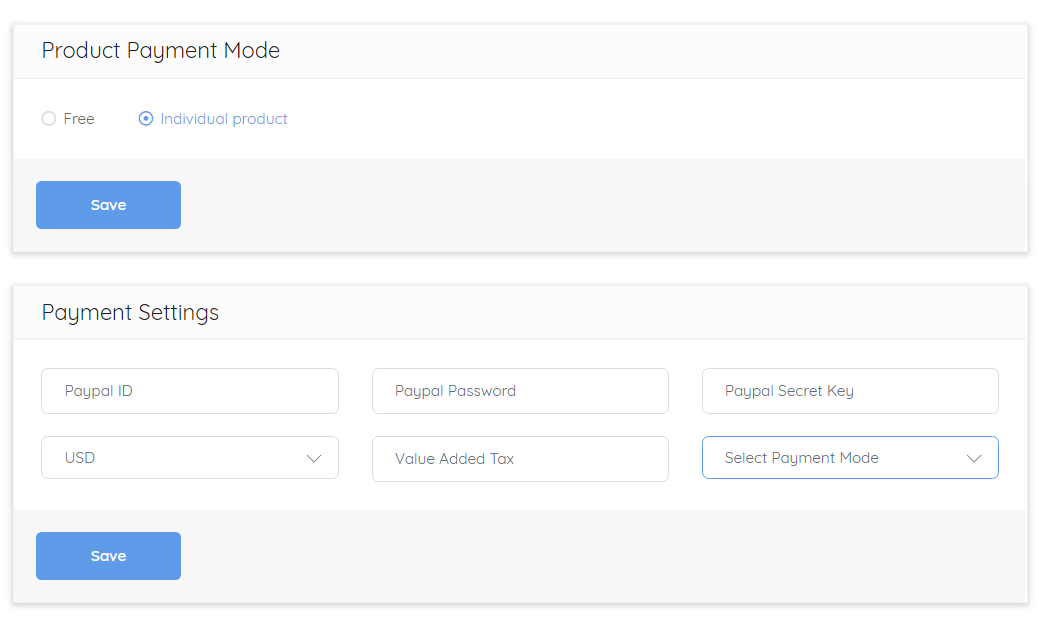 Product Payment Mode
Free Individual product
Save
Payment Settings
Paypal ID Paypal Password Paypal Secret Key
USD Value Added Tax Select Payment Mode
Save